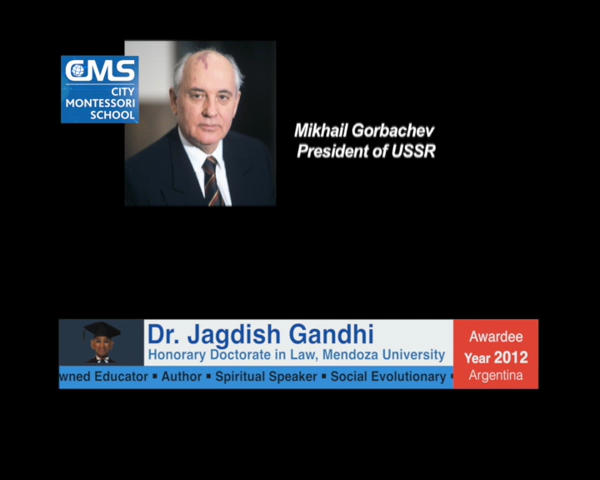 CMS
CITY
MONTESSORI
SCHOOL
Mikhail Gorbachev
President of USSR
Dr. Jagdish Gandhi
Honorary Doctorate in Law, Mendoza University
wned Educator ▪ Author ▪ Spiritual Speaker ▪ Social Evolutionary ▪
Awardee
Year 2012
Argentina